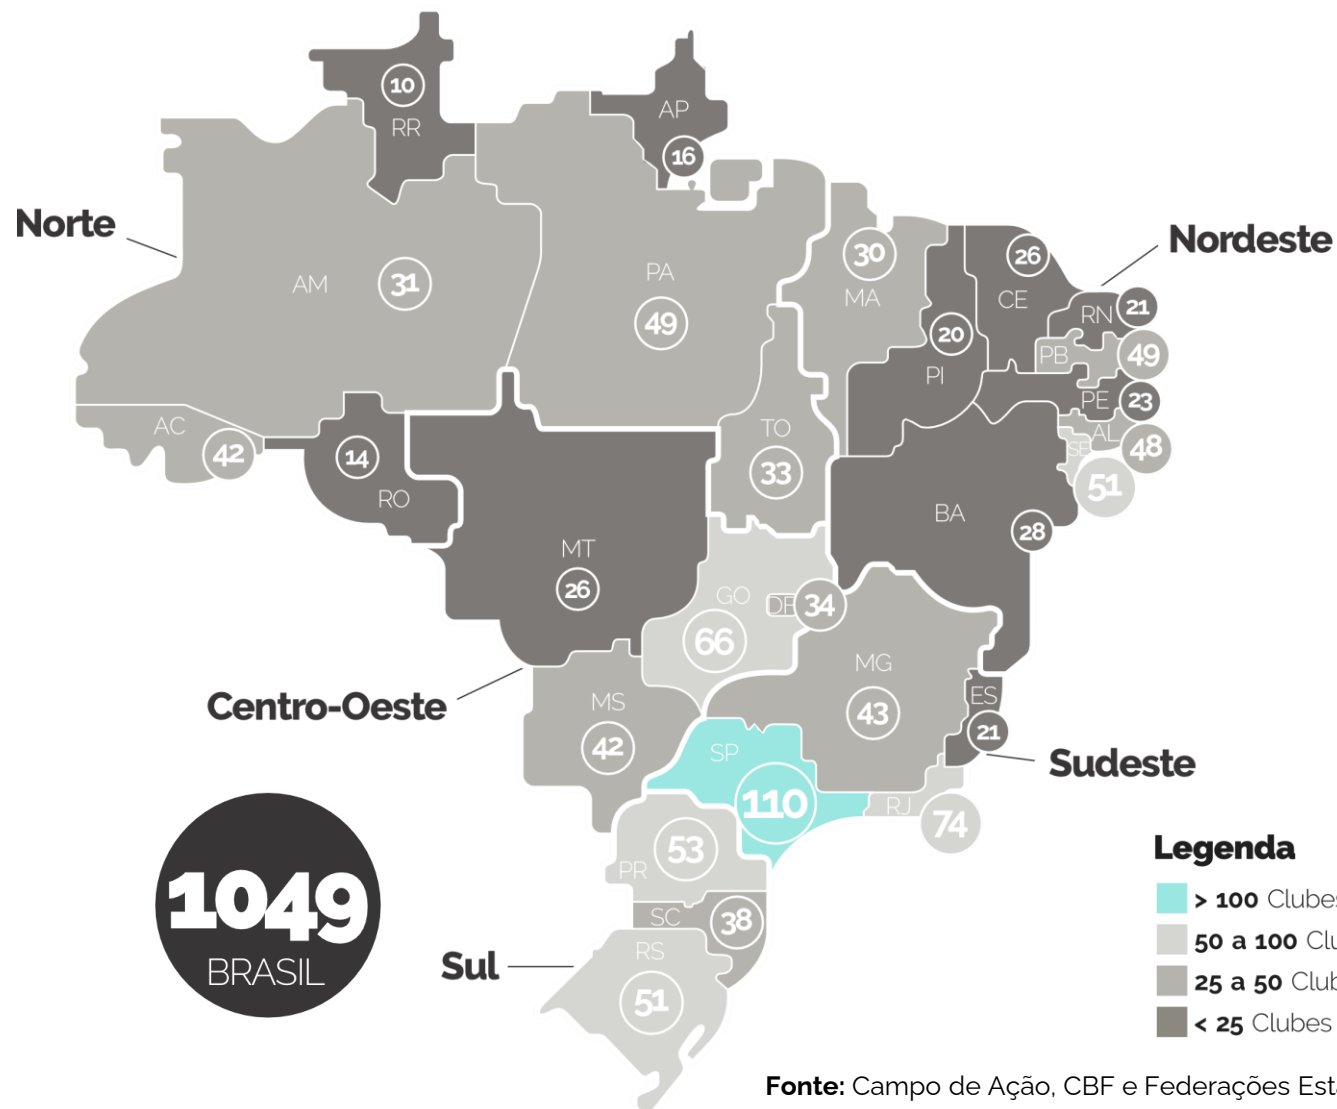 10
RR
AP
16
Norte
Nordeste
AM
31
PA
49
30
MA
26
CE
20
PI
RN
21
PB
49
PE
23
AL
48
SE
51
AC
42
14
RO
TO
33
BA
28
MT
26
GO
66
DF
34
MG
43
ES
21
Centro-Oeste
MS
42
SP
110
Sudeste
RJ
74
PR
53
SC
38
Sul
RS
51
1049
BRASIL
Legenda
> 100 Clubes
50 a 100
25 a 50
< 25 Clubes
Fonte: Campo de Ação, CBF e Federações